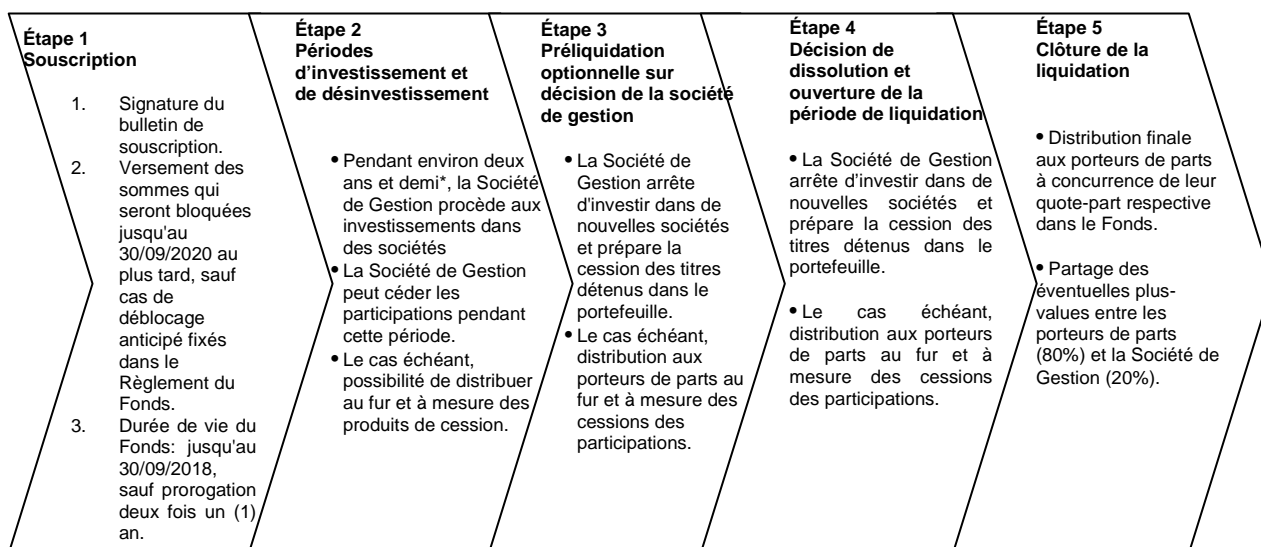 Étape 1
Souscription
1. Signature du
bulletin de
souscription.
2. Versement des
sommes qui
seront bloquées
jusqu'au
30/09/2020 au
plus tard, sauf
cas de
déblocage
anticipé fixés
dans le
Règlement du
Fonds.
3. Durée de vie du
Fonds: jusqu'au
30/09/2018,
sauf prorogation
deux fois un (1)
an.
Étape 2
Périodes
d'investissement et
de désinvestissement
• Pendant environ deux
ans et demi*, la Société
de Gestion procède aux
investissements dans
des sociétés
• La Société de Gestion
peut céder les
participations pendant
cette période.
• Le cas échéant,
possibilité de distribuer
au fur et à mesure des
produits de cession.
Étape 3
Préliquidation
optionnelle sur
décision de la société
de gestion
• La Société de
Gestion arrête
d'investir dans de
nouvelles sociétés
et prépare la
cession des titres
détenus dans le
portefeuille.
• Le cas échéant,
distribution aux
porteurs de parts au
fur et à mesure des
cessions des
participations.
Étape 4
Décision de
dissolution et
ouverture de la
période de liquidation
• La Société de Gestion
arrête d'investir dans de
nouvelles sociétés et
prépare la cession des
titres détenus dans le
portefeuille.
• Le cas échéant,
distribution aux porteurs
de parts au fur et à
mesure des cessions
des participations.
Étape 5
Clôture de la
liquidation
• Distribution finale
aux porteurs de parts
à concurrence de leur
quote-part respective
dans le Fonds.
• Partage des
éventuelles plus-
values entre les
porteurs de parts
(80%) et la Société de
Gestion (20%).